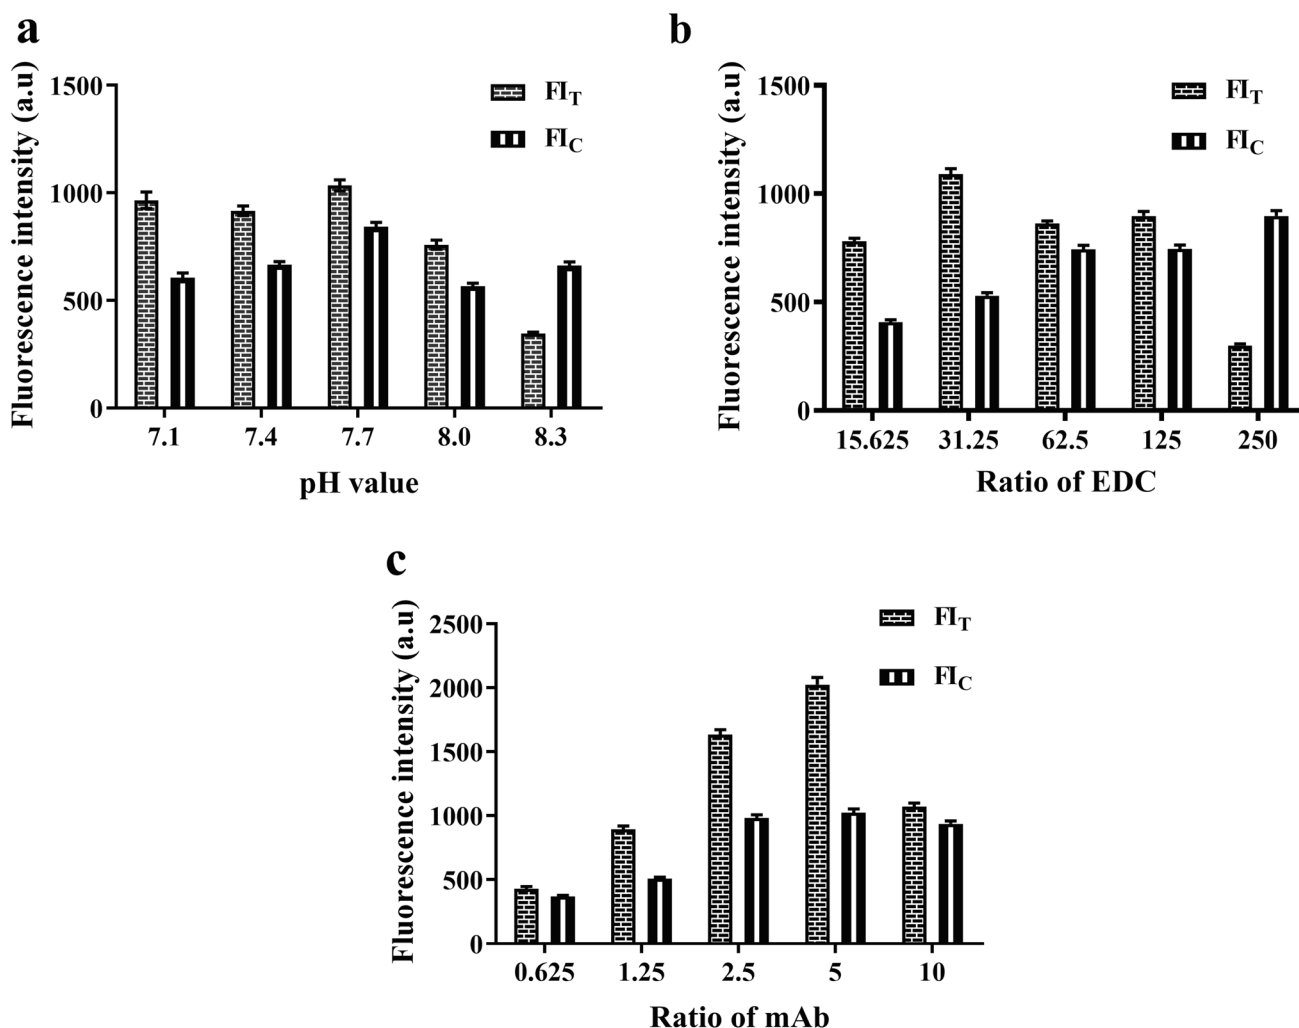 a
Fluorescence intensity (a.u)
1500
1000
500
0
FI_T
FI_C
7.1 7.4 7.7 8.0 8.3
pH value
b
Fluorescence intensity (a.u)
1500
1000
500
0
FI_T
FI_C
15.625 31.25 62.5 125 250
Ratio of EDC
c
Fluorescence intensity (a.u)
2500
2000
1500
1000
500
0
FI_T
FI_C
0.625 1.25 2.5 5 10
Ratio of mAb